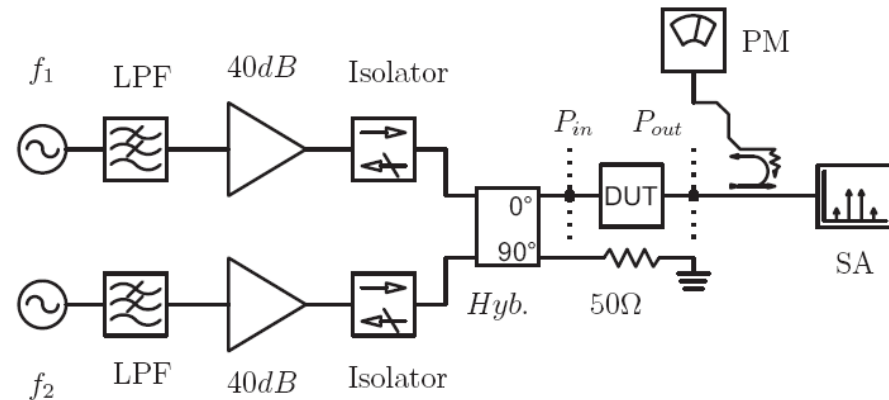 PM
f1
LPF
40dB
Isolator
Pin
Pout
0°
DUT
90°
SA
Hyb.
50Ω
f2
LPF
40dB
Isolator